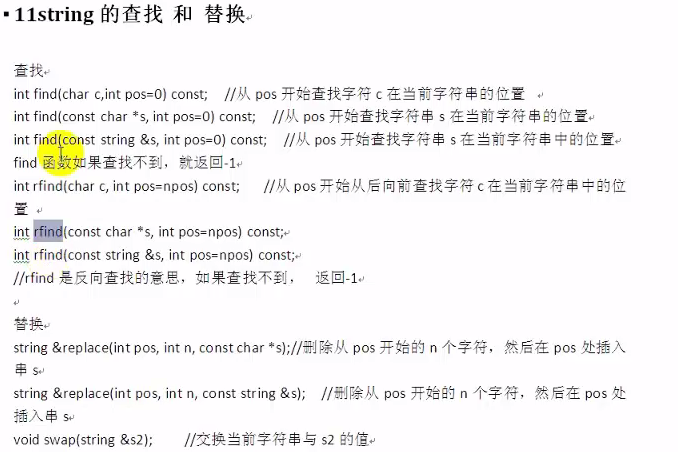 ▪11string 的查找 和 替换
查找
int find(char c,int pos=0) const; //从 pos 开始查找字符 c 在当前字符串的位置
int find(const char *s, int pos=0) const; //从 pos 开始查找字符串 s 在当前字符串的位置
int find(const string &s, int pos=0) const; //从 pos 开始查找字符串 s 在当前字符串中的位置
find 函数如果查找不到，就返回-1
int rfind(char c, int pos=npos) const; //从 pos 开始从后向前查找字符 c 在当前字符串中的位
置
int rfind(const char *s, int pos=npos) const;
int rfind(const string &s, int pos=npos) const;
//rfind 是反向查找的意思，如果查找不到， 返回-1
替换
string &replace(int pos, int n, const char *s);//删除从 pos 开始的 n 个字符，然后在 pos 处插入
串 s
string &replace(int pos, int n, const string &s); //删除从 pos 开始的 n 个字符，然后在 pos 处
插入串 s
void swap(string &s2); //交换当前字符串与 s2 的值